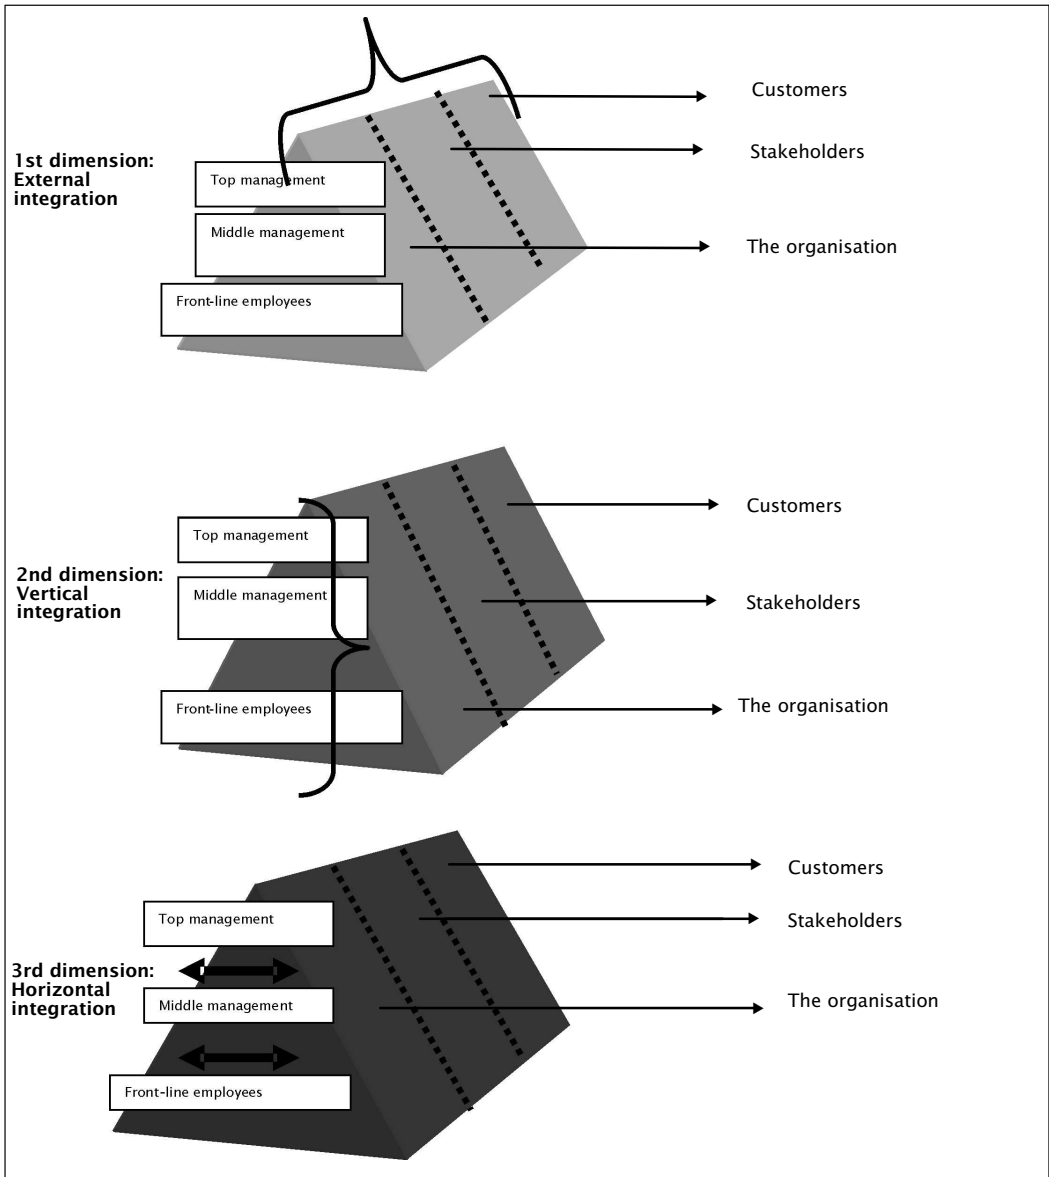 Customers
Stakeholders
1st dimension:
External
integration
Top management
Middle management
The organisation
Front-line employees
Customers
Top management
2nd dimension:
Vertical
integration
Middle management
Stakeholders
Front-line employees
The organisation
Customers
Top management
Stakeholders
3rd dimension:
Horizontal
integration
Middle management
The organisation
Front-line employees